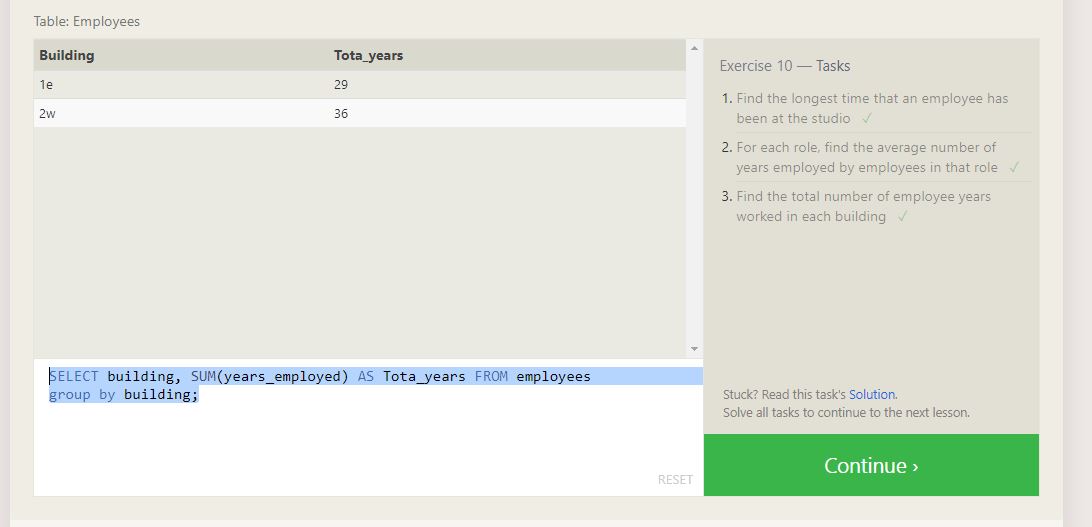 Table: Employees
Building Tota_years
1e 29
2w 36
SELECT building, SUM(years_employed) AS Tota_years FROM employees
group by building;
RESET
Exercise 10 — Tasks
1. Find the longest time that an employee has
been at the studio ✓
2. For each role, find the average number of
years employed by employees in that role ✓
3. Find the total number of employee years
worked in each building ✓
Stuck? Read this task's Solution.
Solve all tasks to continue to the next lesson.
Continue ›